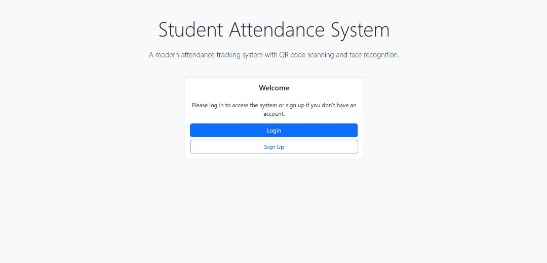 Student Attendance System
A modern attendance tracking system with QR code scanning and face recognition.
Welcome
Please log in to access the system or sign up if you don't have an
account.
Login
Sign Up